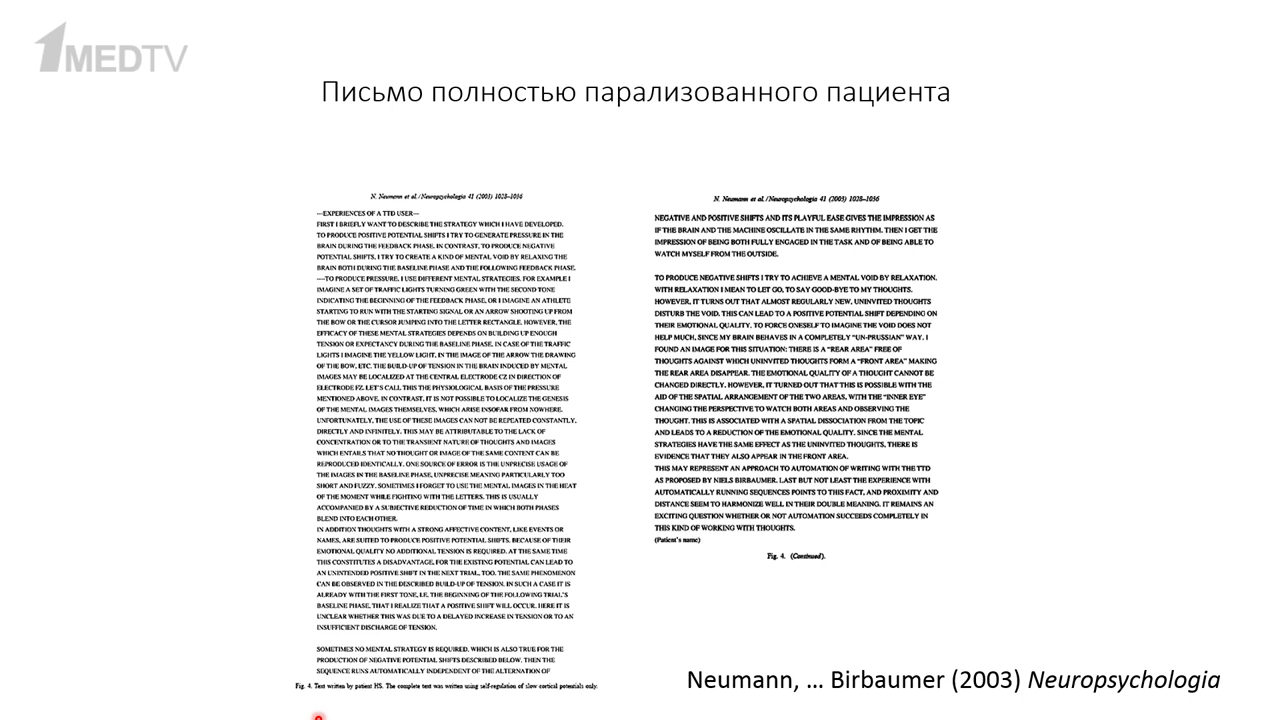 1MEDTV
Письмо полностью парализованного пациента
N. Neumann et al. / Neuropsychologia 41 (2003) 1028–1036
—EXPERIENCES OF A TTD USER—
FIRST I BRIEFLY WANT TO DESCRIBE THE STRATEGY WHICH I HAVE DEVELOPED.
TO PRODUCE POSITIVE POTENTIAL SHIFTS I TRY TO GENERATE PRESSURE IN THE
BRAIN DURING THE FEEDBACK PHASE. IN CONTRAST, TO PRODUCE NEGATIVE
POTENTIAL SHIFTS, I TRY TO CREATE A KIND OF MENTAL VOID BY RELAXING THE
BRAIN BOTH DURING THE BASELINE PHASE AND THE FOLLOWING FEEDBACK PHASE.
----TO PRODUCE PRESSURE, I USE DIFFERENT MENTAL STRATEGIES. FOR EXAMPLE I
IMAGINE A SET OF TRAFFIC LIGHTS TURNING GREEN WITH THE SECOND TONE
INDICATING THE BEGINNING OF THE FEEDBACK PHASE, OR I IMAGINE AN ATHLETE
STARTING TO RUN WITH THE STARTING SIGNAL OR AN ARROW SHOOTING UP FROM
THE BOW OR THE CURSOR JUMPING INTO THE LETTER RECTANGLE. HOWEVER, THE
EFFICACY OF THESE MENTAL STRATEGIES DEPENDS ON BUILDING UP ENOUGH
TENSION OR EXPECTANCY DURING THE BASELINE PHASE. IN CASE OF THE TRAFFIC
LIGHTS I IMAGINE THE YELLOW LIGHT, IN THE IMAGE OF THE ARROW THE DRAWING
OF THE BOW, ETC. THE BUILD-UP OF TENSION IN THE BRAIN INDUCED BY MENTAL
IMAGES MAY BE LOCALIZED AT THE CENTRAL ELECTRODE CZ IN DIRECTION OF
ELECTRODE FZ. LET'S CALL THIS THE PHYSIOLOGICAL BASIS OF THE PRESSURE
MENTIONED ABOVE. IN CONTRAST, IT IS NOT POSSIBLE TO LOCALIZE THE GENESIS
OF THE MENTAL IMAGES THEMSELVES, WHICH ARISE INSOFAR FROM NOWHERE.
UNFORTUNATELY, THE USE OF THESE IMAGES CAN NOT BE REPEATED CONSTANTLY,
DIRECTLY AND INFINITELY. THIS MAY BE ATTRIBUTABLE TO THE LACK OF
CONCENTRATION OR TO THE TRANSIENT NATURE OF THOUGHTS AND IMAGES
WHICH ENTAILS THAT NO THOUGHT OR IMAGE OF THE SAME CONTENT CAN BE
REPRODUCED IDENTICALLY. ONE SOURCE OF ERROR IS THE UNPRECISE USAGE OF
THE IMAGES IN THE BASELINE PHASE, UNPRECISE MEANING PARTICULARLY TOO
SHORT AND FUZZY. SOMETIMES I FORGET TO USE THE MENTAL IMAGES IN THE HEAT
OF THE MOMENT WHILE FIGHTING WITH THE LETTERS. THIS IS USUALLY
ACCOMPANIED BY A SUBJECTIVE REDUCTION OF TIME IN WHICH BOTH PHASES
BLEND INTO EACH OTHER.
IN ADDITION THOUGHTS WITH A STRONG AFFECTIVE CONTENT, LIKE EVENTS OR
NAMES, ARE SUITED TO PRODUCE POSITIVE POTENTIAL SHIFTS. BECAUSE OF THEIR
EMOTIONAL QUALITY NO ADDITIONAL TENSION IS REQUIRED. AT THE SAME TIME
THIS CONSTITUTES A DISADVANTAGE, FOR THE EXISTING POTENTIAL CAN LEAD TO
AN UNINTENDED POSITIVE SHIFT IN THE NEXT TRIAL, TOO. THE SAME PHENOMENON
CAN BE OBSERVED IN THE DESCRIBED BUILD-UP OF TENSION. IN SUCH A CASE IT IS
ALREADY WITH THE FIRST TONE, I.E. THE BEGINNING OF THE FOLLOWING TRIAL'S
BASELINE PHASE, THAT I REALIZE THAT A POSITIVE SHIFT WILL OCCUR. HERE IT IS
UNCLEAR WHETHER THIS WAS DUE TO A DELAYED INCREASE IN TENSION OR TO AN
INSUFFICIENT DISCHARGE OF TENSION.
SOMETIMES NO MENTAL STRATEGY IS REQUIRED, WHICH IS ALSO TRUE FOR THE
PRODUCTION OF NEGATIVE POTENTIAL SHIFTS DESCRIBED BELOW. THEN THE
SEQUENCE RUNS AUTOMATICALLY INDEPENDENT OF THE ALTERNATION OF
Fig. 4. Text written by patient HS. The complete text was written using self-regulation of slow cortical potentials only.
N. Neumann et al. / Neuropsychologia 41 (2003) 1028–1036
NEGATIVE AND POSITIVE SHIFTS AND ITS PLAYFUL EASE GIVES THE IMPRESSION AS
IF THE BRAIN AND THE MACHINE OSCILLATE IN THE SAME RHYTHM. THEN I GET THE
IMPRESSION OF BEING BOTH FULLY ENGAGED IN THE TASK AND OF BEING ABLE TO
WATCH MYSELF FROM THE OUTSIDE.
TO PRODUCE NEGATIVE SHIFTS I TRY TO ACHIEVE A MENTAL VOID BY RELAXATION.
WITH RELAXATION I MEAN TO LET GO, TO SAY GOOD-BYE TO MY THOUGHTS.
HOWEVER, IT TURNS OUT THAT ALMOST REGULARLY NEW, UNINVITED THOUGHTS
DISTURB THE VOID. THIS CAN LEAD TO A POSITIVE POTENTIAL SHIFT DEPENDING ON
THEIR EMOTIONAL QUALITY. TO FORCE ONESELF TO IMAGINE THE VOID DOES NOT
HELP MUCH, SINCE MY BRAIN BEHAVES IN A COMPLETELY "UN-PRUSSIAN" WAY. I
FOUND AN IMAGE FOR THIS SITUATION: THERE IS A "REAR AREA" FREE OF
THOUGHTS AGAINST WHICH UNINVITED THOUGHTS FORM A "FRONT AREA" MAKING
THE REAR AREA DISAPPEAR. THE EMOTIONAL QUALITY OF A THOUGHT CANNOT BE
CHANGED DIRECTLY. HOWEVER, IT TURNED OUT THAT THIS IS POSSIBLE WITH THE
AID OF THE SPATIAL ARRANGEMENT OF THE TWO AREAS, WITH THE "INNER EYE"
CHANGING THE PERSPECTIVE TO WATCH BOTH AREAS AND OBSERVING THE
THOUGHT. THIS IS ASSOCIATED WITH A SPATIAL DISSOCIATION FROM THE TOPIC
AND LEADS TO A REDUCTION OF THE EMOTIONAL QUALITY. SINCE THE MENTAL
STRATEGIES HAVE THE SAME EFFECT AS THE UNINVITED THOUGHTS, THERE IS
EVIDENCE THAT THEY ALSO APPEAR IN THE FRONT AREA.
THIS MAY REPRESENT AN APPROACH TO AUTOMATION OF WRITING WITH THE TTD
AS PROPOSED BY NIELS BIRBAUMER. LAST BUT NOT LEAST THE EXPERIENCE WITH
AUTOMATICALLY RUNNING SEQUENCES POINTS TO THIS FACT, AND PROXIMITY AND
DISTANCE SEEM TO HARMONIZE WELL IN THEIR DOUBLE MEANING. IT REMAINS AN
EXCITING QUESTION WHETHER OR NOT AUTOMATION SUCCEEDS COMPLETELY IN
THIS KIND OF WORKING WITH THOUGHTS.
(Patient's name)
Fig. 4. (Continued).
Neumann, ... Birbaumer (2003) Neuropsychologia